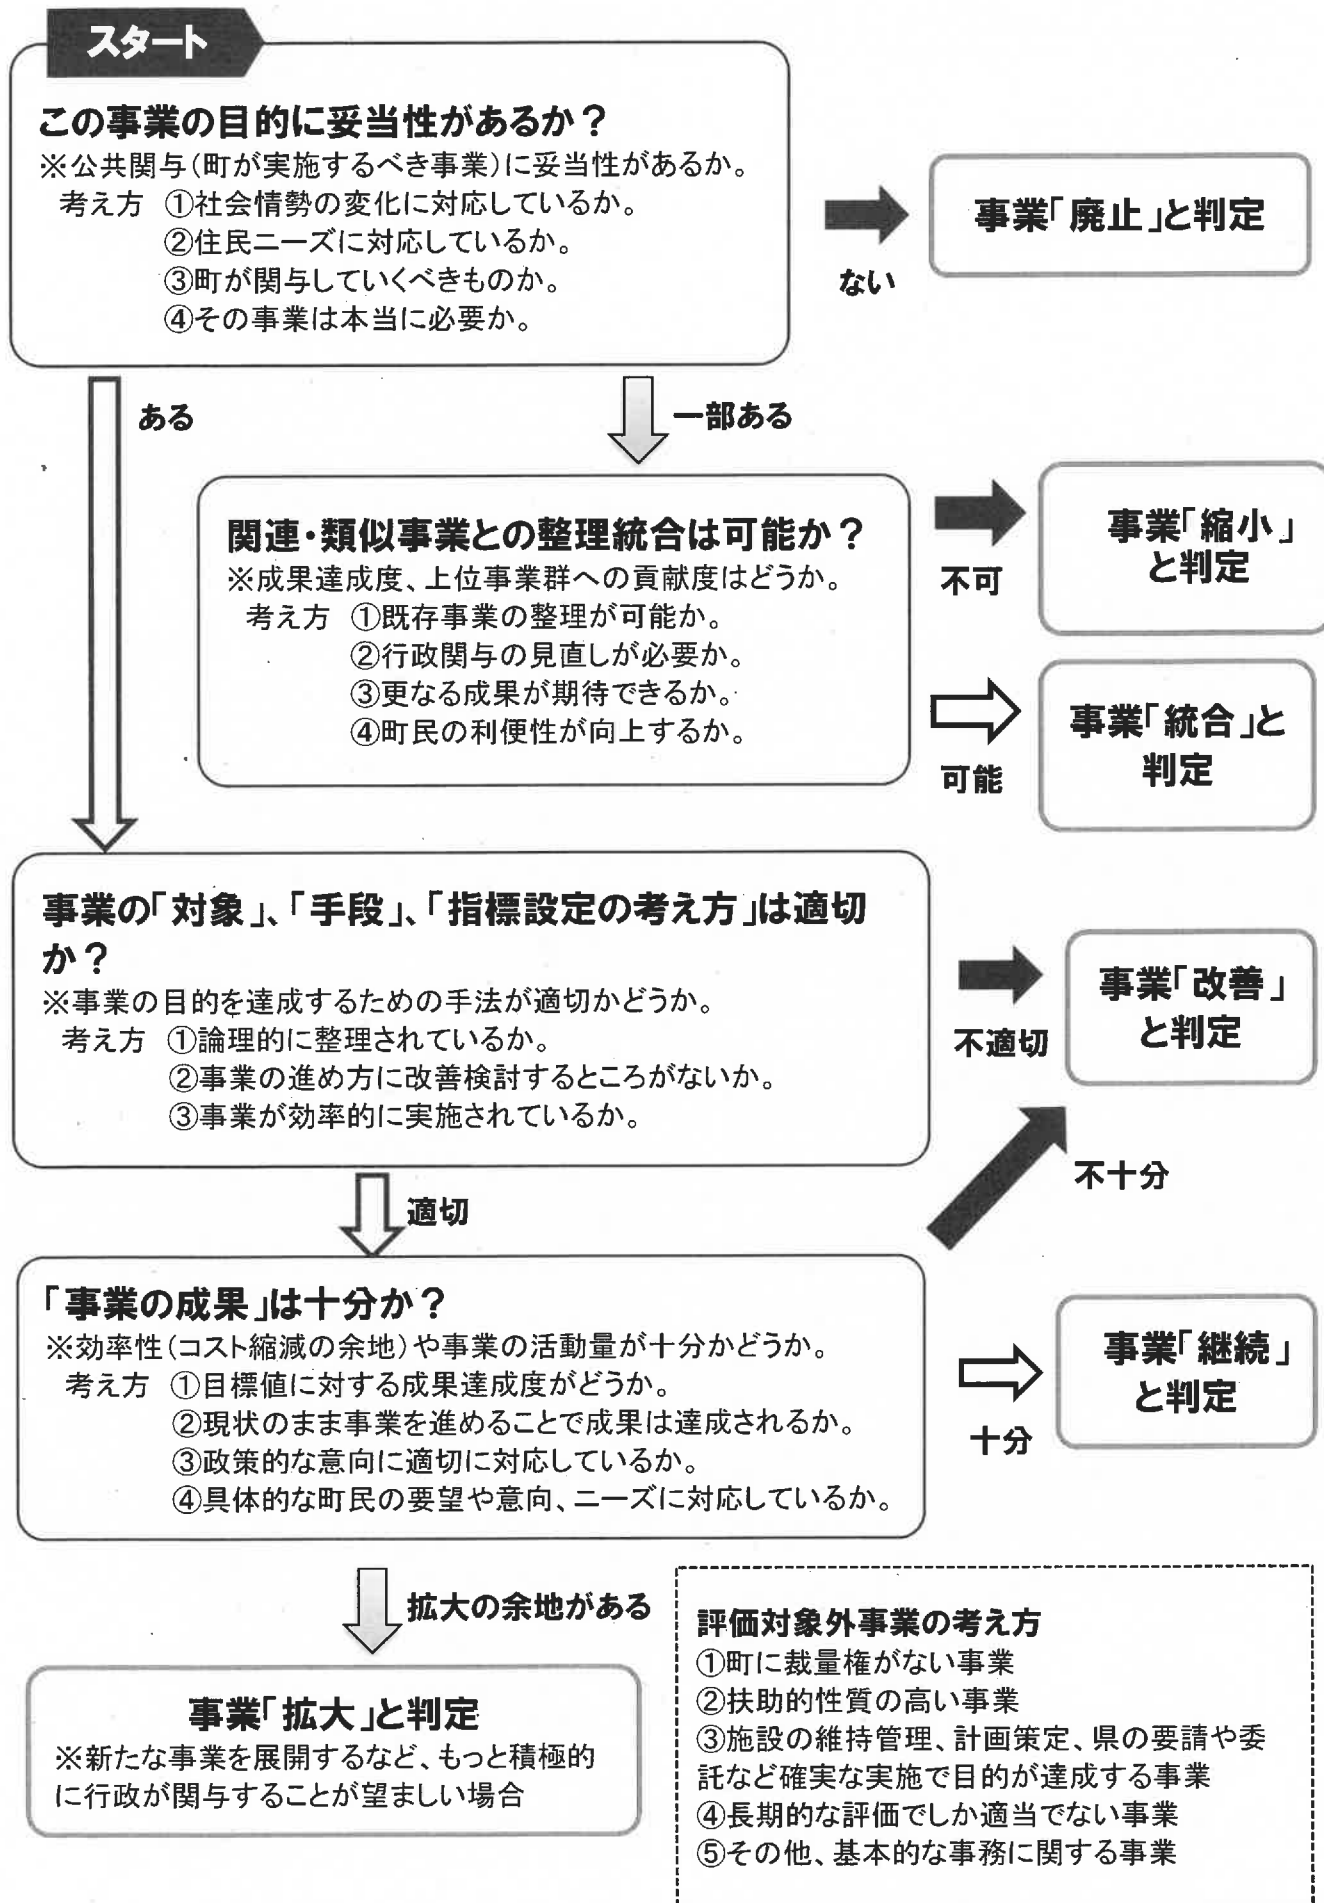 スタート
この事業の目的に妥当性があるか？
※公共関与(町が実施するべき事業)に妥当性があるか。
考え方 ①社会情勢の変化に対応しているか。
②住民ニーズに対応しているか。
③町が関与していくべきものか。
④その事業は本当に必要か。
ない
事業「廃止」と判定
ある
一部ある
関連・類似事業との整理統合は可能か？
※成果達成度、上位事業群への貢献度はどうか。
考え方 ①既存事業の整理が可能か。
②行政関与の見直しが必要か。
③更なる成果が期待できるか。
④町民の利便性が向上するか。
不可
事業「縮小」
と判定
可能
事業「統合」と
判定
事業の「対象」、「手段」、「指標設定の考え方」は適切
か？
※事業の目的を達成するための手法が適切かどうか。
考え方 ①論理的に整理されているか。
②事業の進め方に改善検討するところがないか。
③事業が効率的に実施されているか。
不適切
事業「改善」
と判定
不十分
適切
「事業の成果」は十分か？
※効率性(コスト縮減の余地)や事業の活動量が十分かどうか。
考え方 ①目標値に対する成果達成度がどうか。
②現状のまま事業を進めることで成果は達成されるか。
③政策的な意向に適切に対応しているか。
④具体的な町民の要望や意向、ニーズに対応しているか。
十分
事業「継続」
と判定
拡大の余地がある
事業「拡大」と判定
※新たな事業を展開するなど、もっと積極的
に行政が関与することが望ましい場合
評価対象外事業の考え方
①町に裁量権がない事業
②扶助的性質の高い事業
③施設の維持管理、計画策定、県の要請や委
託など確実な実施で目的が達成する事業
④長期的な評価でしか適当でない事業
⑤その他、基本的な事務に関する事業